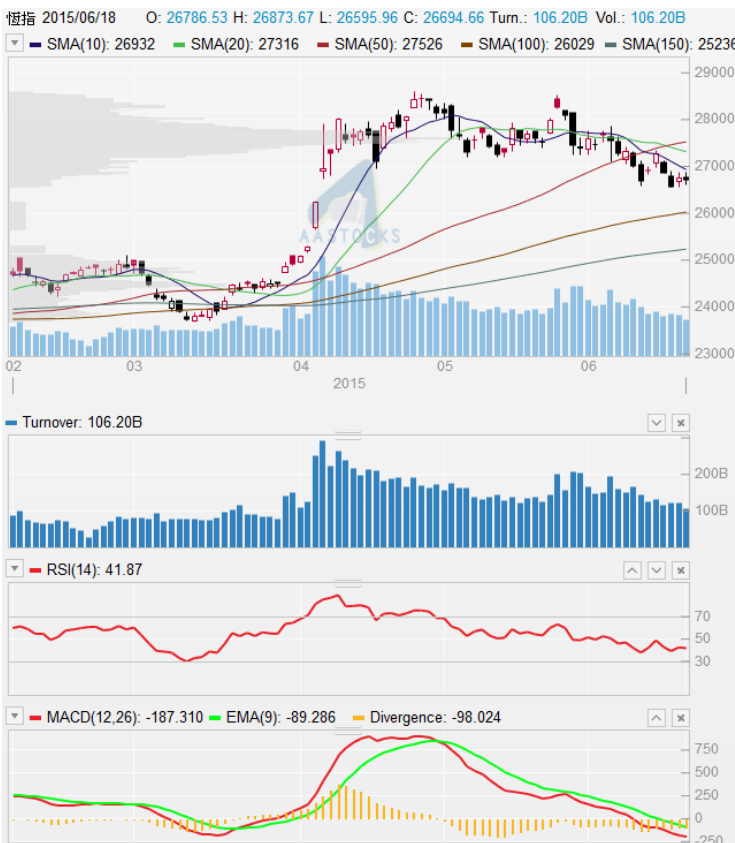 恆指 2015/06/18 O: 26786.53 H: 26873.67 L: 26595.96 C: 26694.66 Turn.: 106.20B Vol.: 106.20B
SMA(10): 26932 SMA(20): 27316 SMA(50): 27526 SMA(100): 26029 SMA(150): 25236
29000
28000
27000
26000
AASTOCKS
25000
24000
23000
02 03 04 05 06
2015
Turnover: 106.20B
200B
100B
RSI(14): 41.87
70
50
30
MACD(12,26): -187.310 EMA(9): -89.286 Divergence: -98.024
750
500
250
0
-250